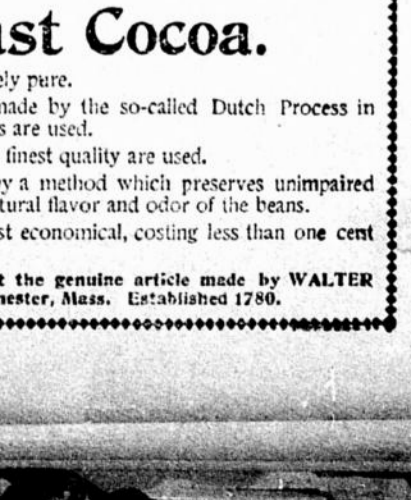 ast Cocoa.
ely pure.
made by the so-called Dutch Process in
s are used.
finest quality are used.
by a method which preserves unimpaired
tural flavor and odor of the beans.
st economical, costing less than one cent
t the genuine article made by WALTER
hester, Mass. Established 1780.